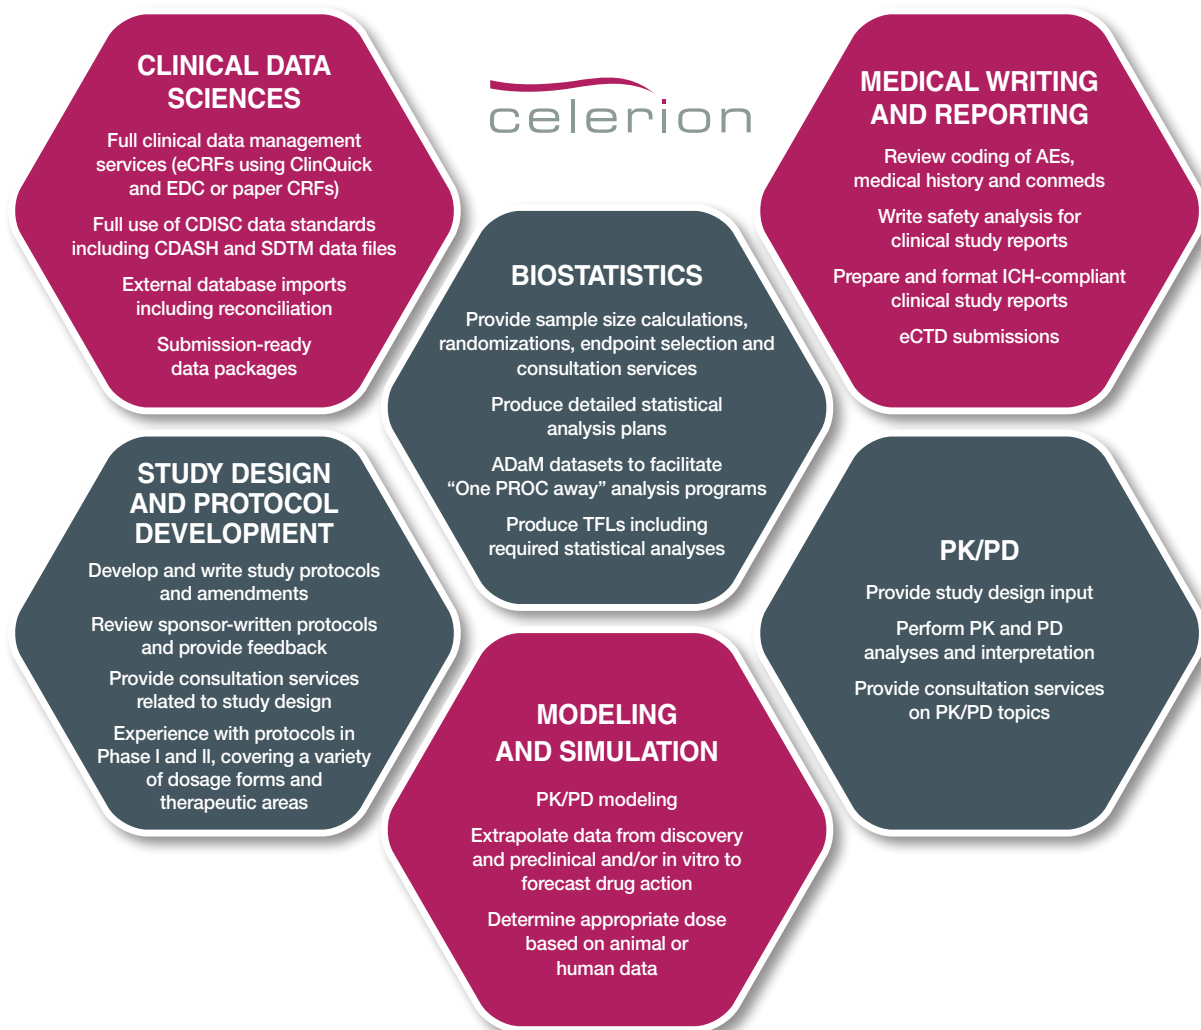 CLINICAL DATA
SCIENCES
Full clinical data management
services (eCRFs using ClinQuick
and EDC or paper CRFs)
Full use of CDISC data standards
including CDASH and SDTM data files
External database imports
including reconciliation
Submission-ready
data packages
celerion
MEDICAL WRITING
AND REPORTING
Review coding of AEs,
medical history and conmeds
Write safety analysis for
clinical study reports
Prepare and format ICH-compliant
clinical study reports
eCTD submissions
BIOSTATISTICS
Provide sample size calculations,
randomizations, endpoint selection and
consultation services
Produce detailed statistical
analysis plans
ADaM datasets to facilitate
“One PROC away” analysis programs
Produce TFLs including
required statistical analyses
STUDY DESIGN
AND PROTOCOL
DEVELOPMENT
Develop and write study protocols
and amendments
Review sponsor-written protocols
and provide feedback
Provide consultation services
related to study design
Experience with protocols in
Phase I and II, covering a variety
of dosage forms and
therapeutic areas
PK/PD
Provide study design input
Perform PK and PD
analyses and interpretation
Provide consultation services
on PK/PD topics
MODELING
AND SIMULATION
PK/PD modeling
Extrapolate data from discovery
and preclinical and/or in vitro to
forecast drug action
Determine appropriate dose
based on animal or
human data